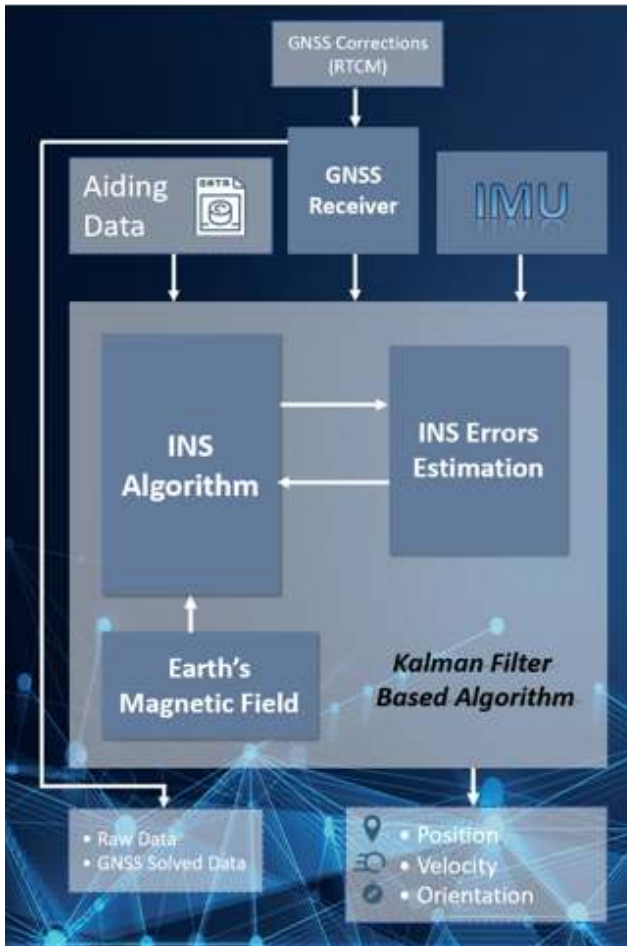 GNSS Corrections
(RTCM)
Aiding
Data
DATA
GNSS
Receiver
IMU
INS
Algorithm
INS Errors
Estimation
Earth's
Magnetic Field
Kalman Filter
Based Algorithm
• Raw Data
• GNSS Solved Data
• Position
• Velocity
• Orientation